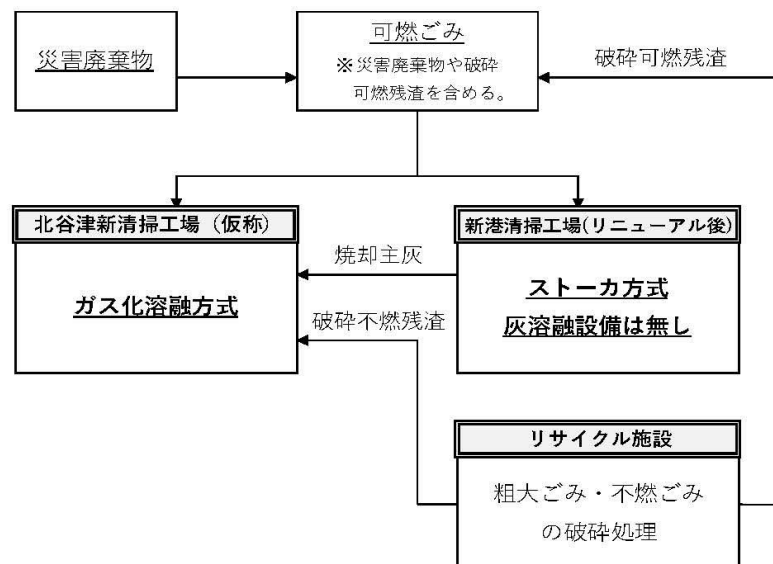 災害廃棄物
可燃ごみ
※災害廃棄物や破砕
可燃残渣を含める。
破砕可燃残渣
北谷津新清掃工場（仮称）
ガス化溶融方式
焼却主灰
破砕不燃残渣
新港清掃工場(リニューアル後)
ストーカ方式
灰溶融設備は無し
リサイクル施設
粗大ごみ・不燃ごみ
の破砕処理